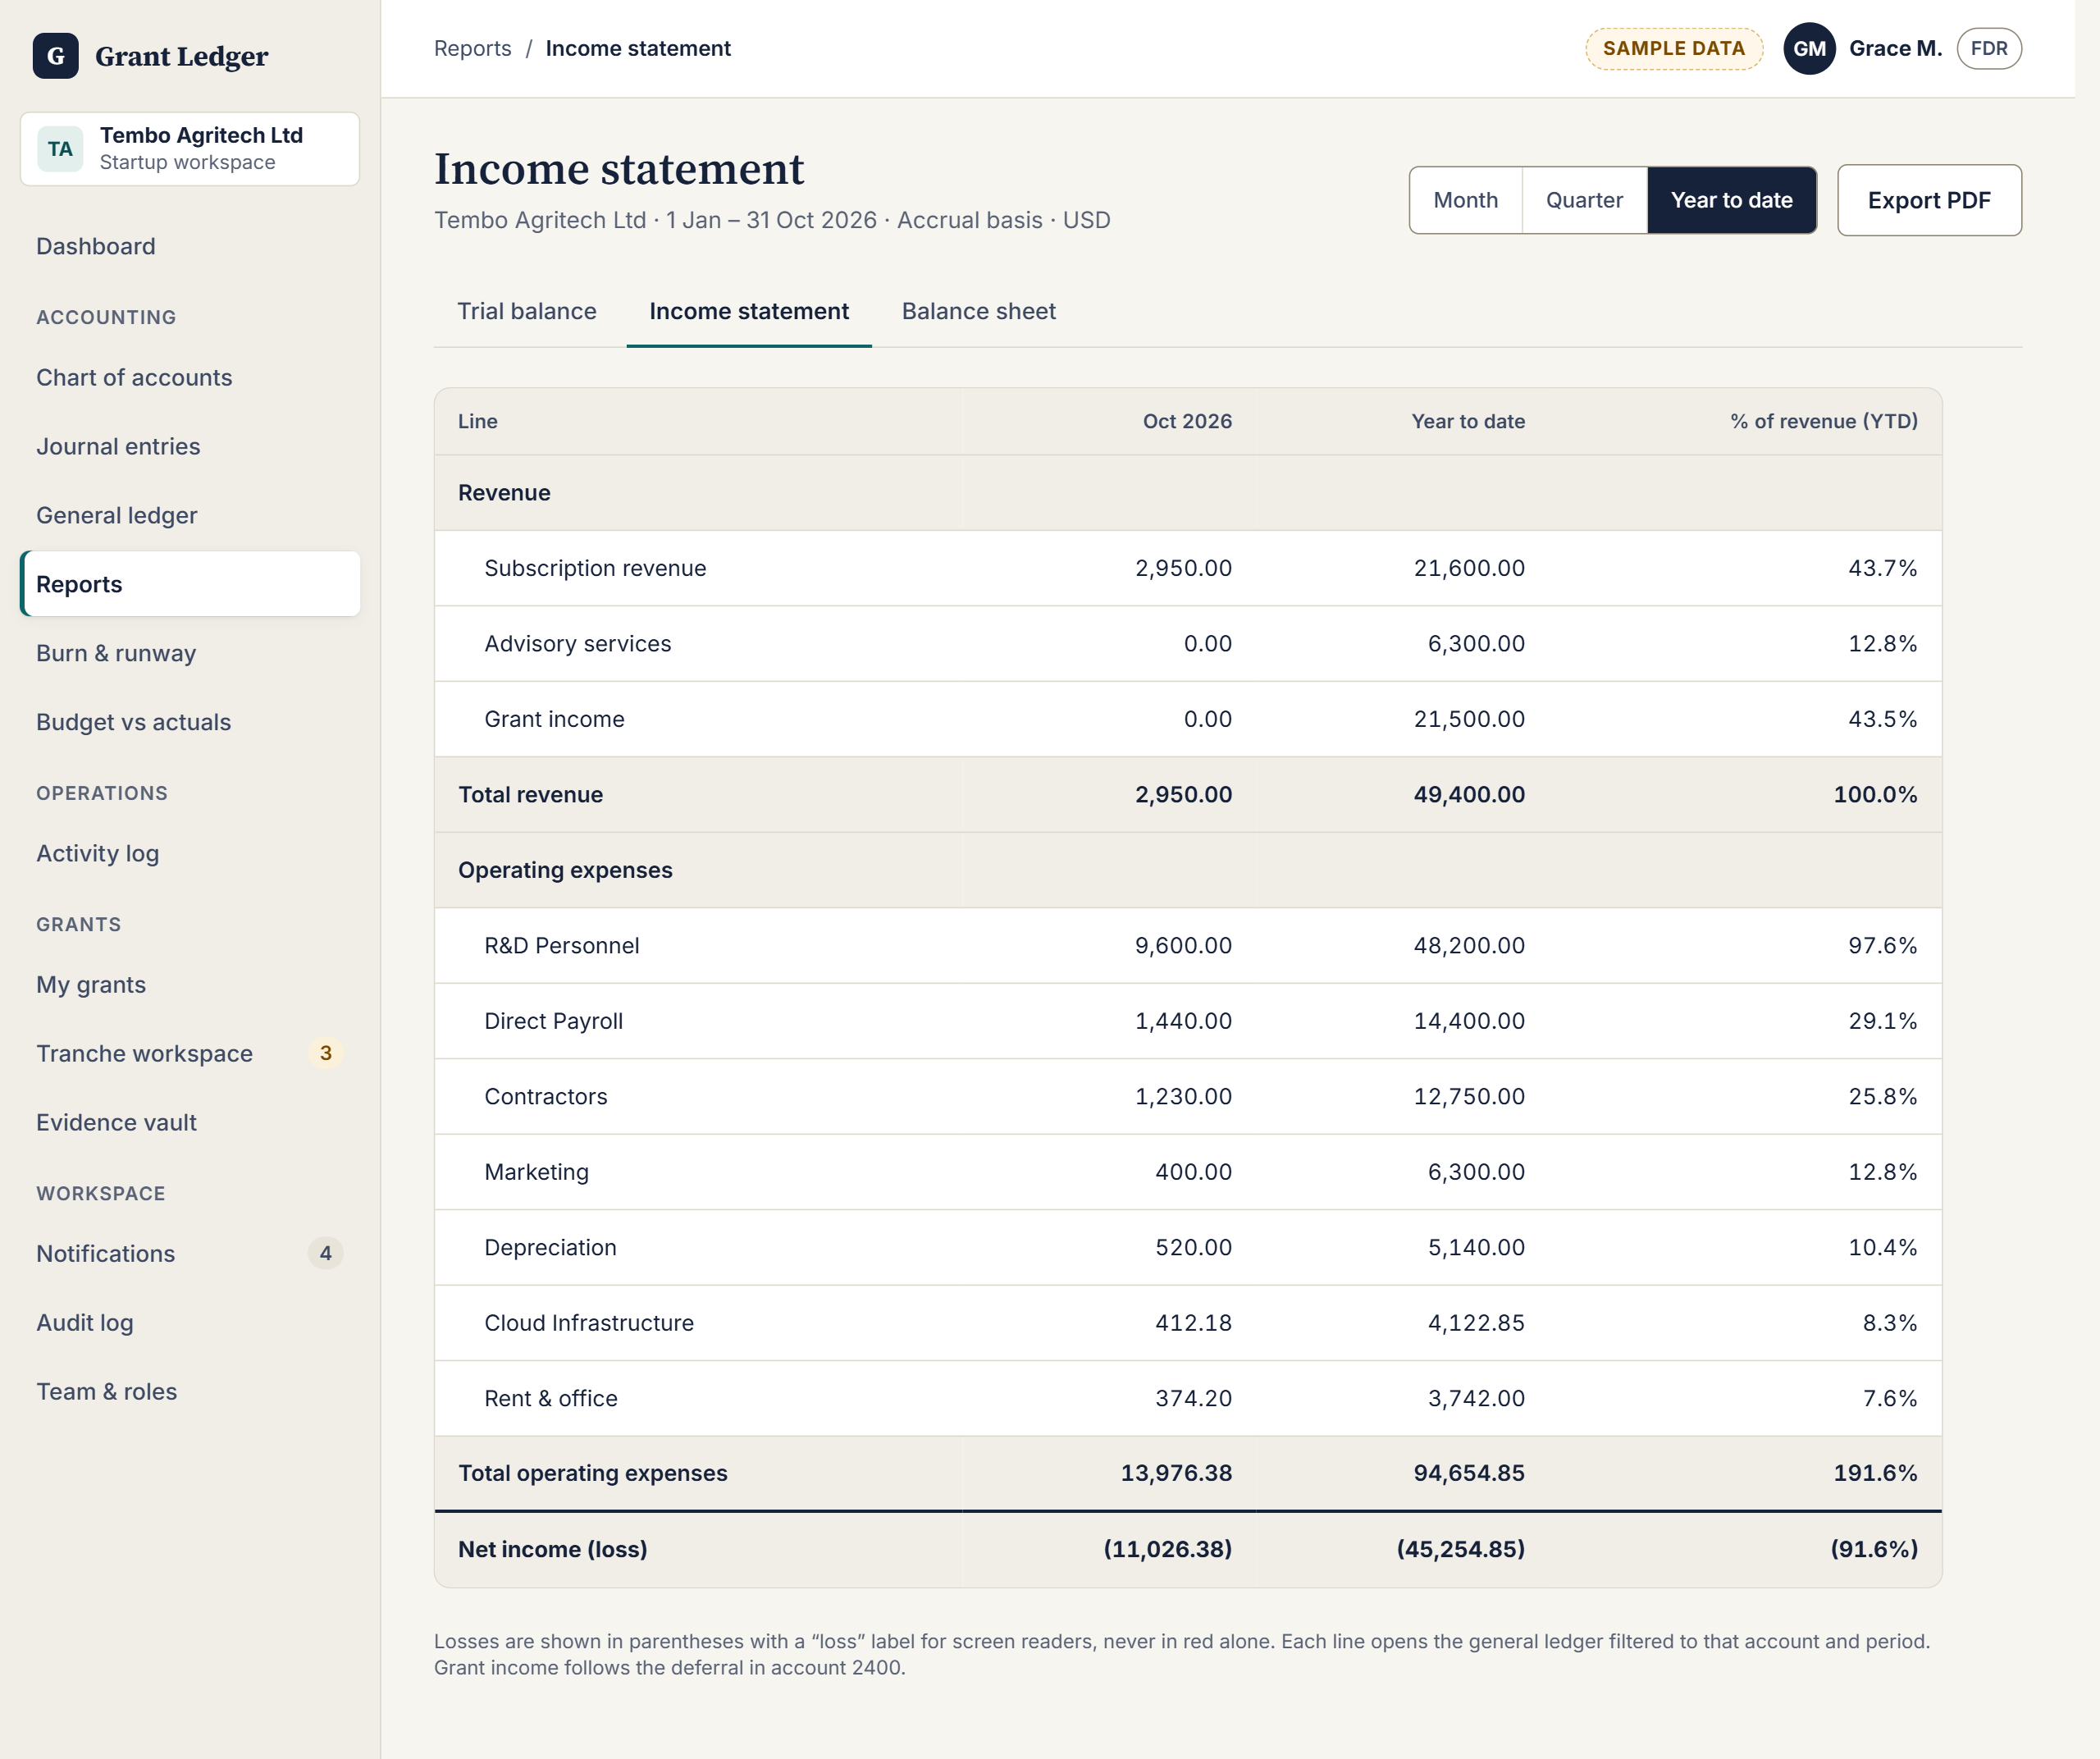 G Grant Ledger
TA Tembo Agritech Ltd
Startup workspace
Dashboard
ACCOUNTING
Chart of accounts
Journal entries
General ledger
Reports
Burn & runway
Budget vs actuals
OPERATIONS
Activity log
GRANTS
My grants
Tranche workspace 3
Evidence vault
WORKSPACE
Notifications 4
Audit log
Team & roles
Reports / Income statement
SAMPLE DATA GM Grace M. FDR
Income statement
Tembo Agritech Ltd · 1 Jan – 31 Oct 2026 · Accrual basis · USD
Month Quarter Year to date Export PDF
Trial balance Income statement Balance sheet
Line Oct 2026 Year to date % of revenue (YTD)
Revenue
Subscription revenue 2,950.00 21,600.00 43.7%
Advisory services 0.00 6,300.00 12.8%
Grant income 0.00 21,500.00 43.5%
Total revenue 2,950.00 49,400.00 100.0%
Operating expenses
R&D Personnel 9,600.00 48,200.00 97.6%
Direct Payroll 1,440.00 14,400.00 29.1%
Contractors 1,230.00 12,750.00 25.8%
Marketing 400.00 6,300.00 12.8%
Depreciation 520.00 5,140.00 10.4%
Cloud Infrastructure 412.18 4,122.85 8.3%
Rent & office 374.20 3,742.00 7.6%
Total operating expenses 13,976.38 94,654.85 191.6%
Net income (loss) (11,026.38) (45,254.85) (91.6%)
Losses are shown in parentheses with a “loss” label for screen readers, never in red alone. Each line opens the general ledger filtered to that account and period.
Grant income follows the deferral in account 2400.